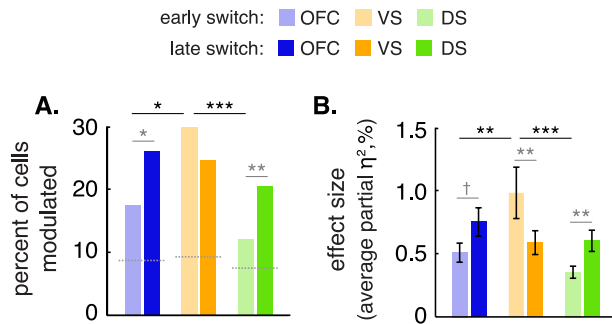 early switch: OFC VS DS
late switch: OFC VS DS
A.
percent of cells
modulated
30
20
10
0
*
***
*
**
B.
effect size
(average partial η²,%)
1.5
1.0
0.5
0.0
**
***
†
**
**